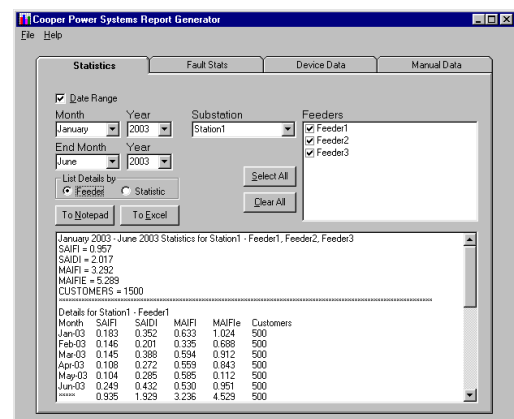 Cooper Power Systems Report Generator
File Help
Statistics Fault Stats Device Data Manual Data
Date Range
Month Year Substation Feeders
January 2003 Station1 Feeder1
Feeder2
End Month Year Feeder3
June 2003
List Details by Select All
Feeder Statistic
Clear All
To Notepad To Excel
January 2003 - June 2003 Statistics for Station1 - Feeder1, Feeder2, Feeder3
SAIFI = 0.957
SAIDI = 2.017
MAIFI = 3.292
MAIFIE = 5.289
CUSTOMERS = 1500
Details for Station1 - Feeder1
Month SAIFI SAIDI MAIFI MAIFIe Customers
Jan-03 0.183 0.352 0.633 1.024 500
Feb-03 0.146 0.201 0.335 0.688 500
Mar-03 0.145 0.388 0.594 0.912 500
Apr-03 0.108 0.272 0.559 0.843 500
May-03 0.104 0.285 0.585 0.112 500
Jun-03 0.249 0.432 0.530 0.951 500
***** 0.935 1.929 3.236 4.529 500